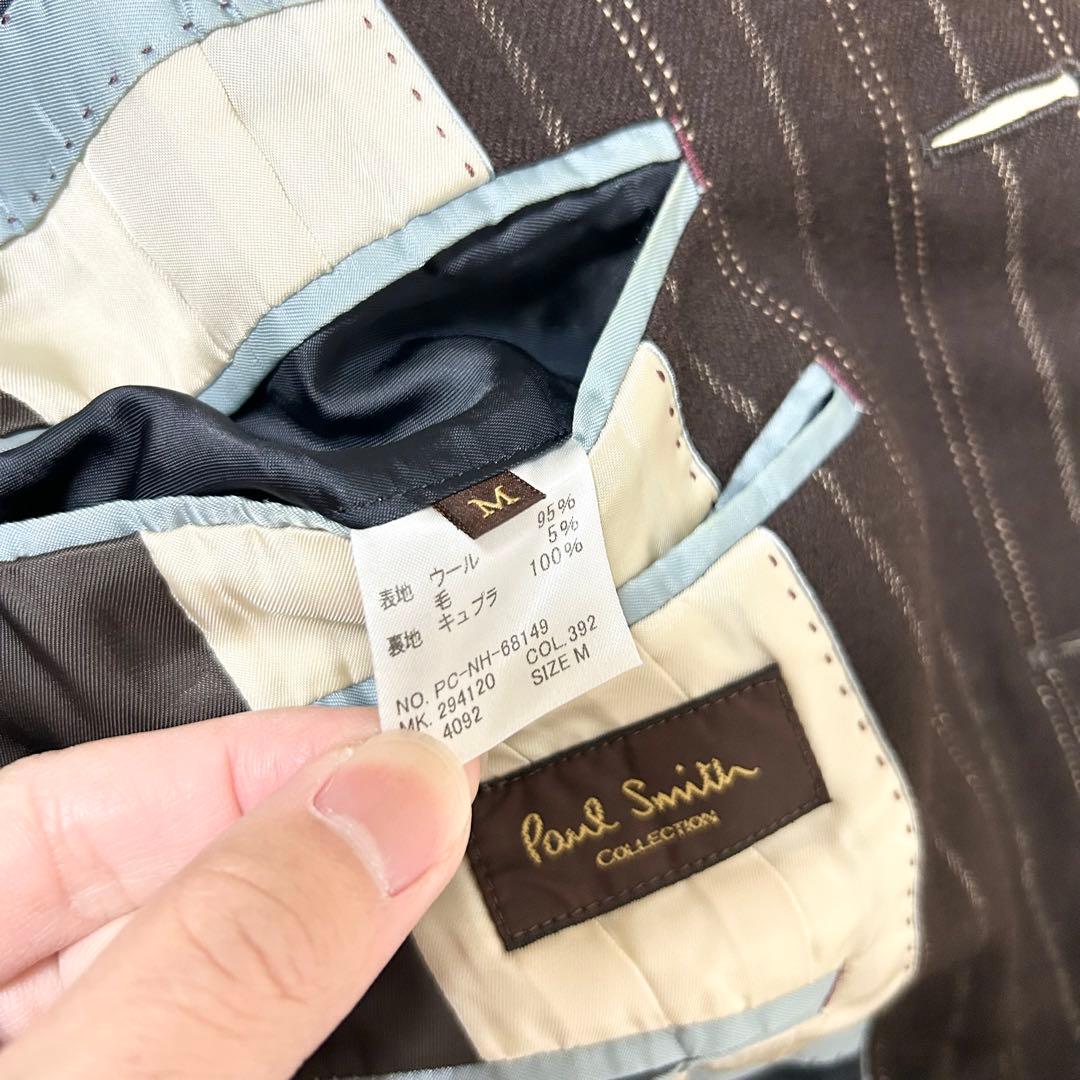 M
表地 ウール 95%
毛 5%
裏地 キュプラ 100%
NO. PC-NH-68149
MK. 294120 COL.392
4092 SIZE M
Paul Smith
COLLECTION